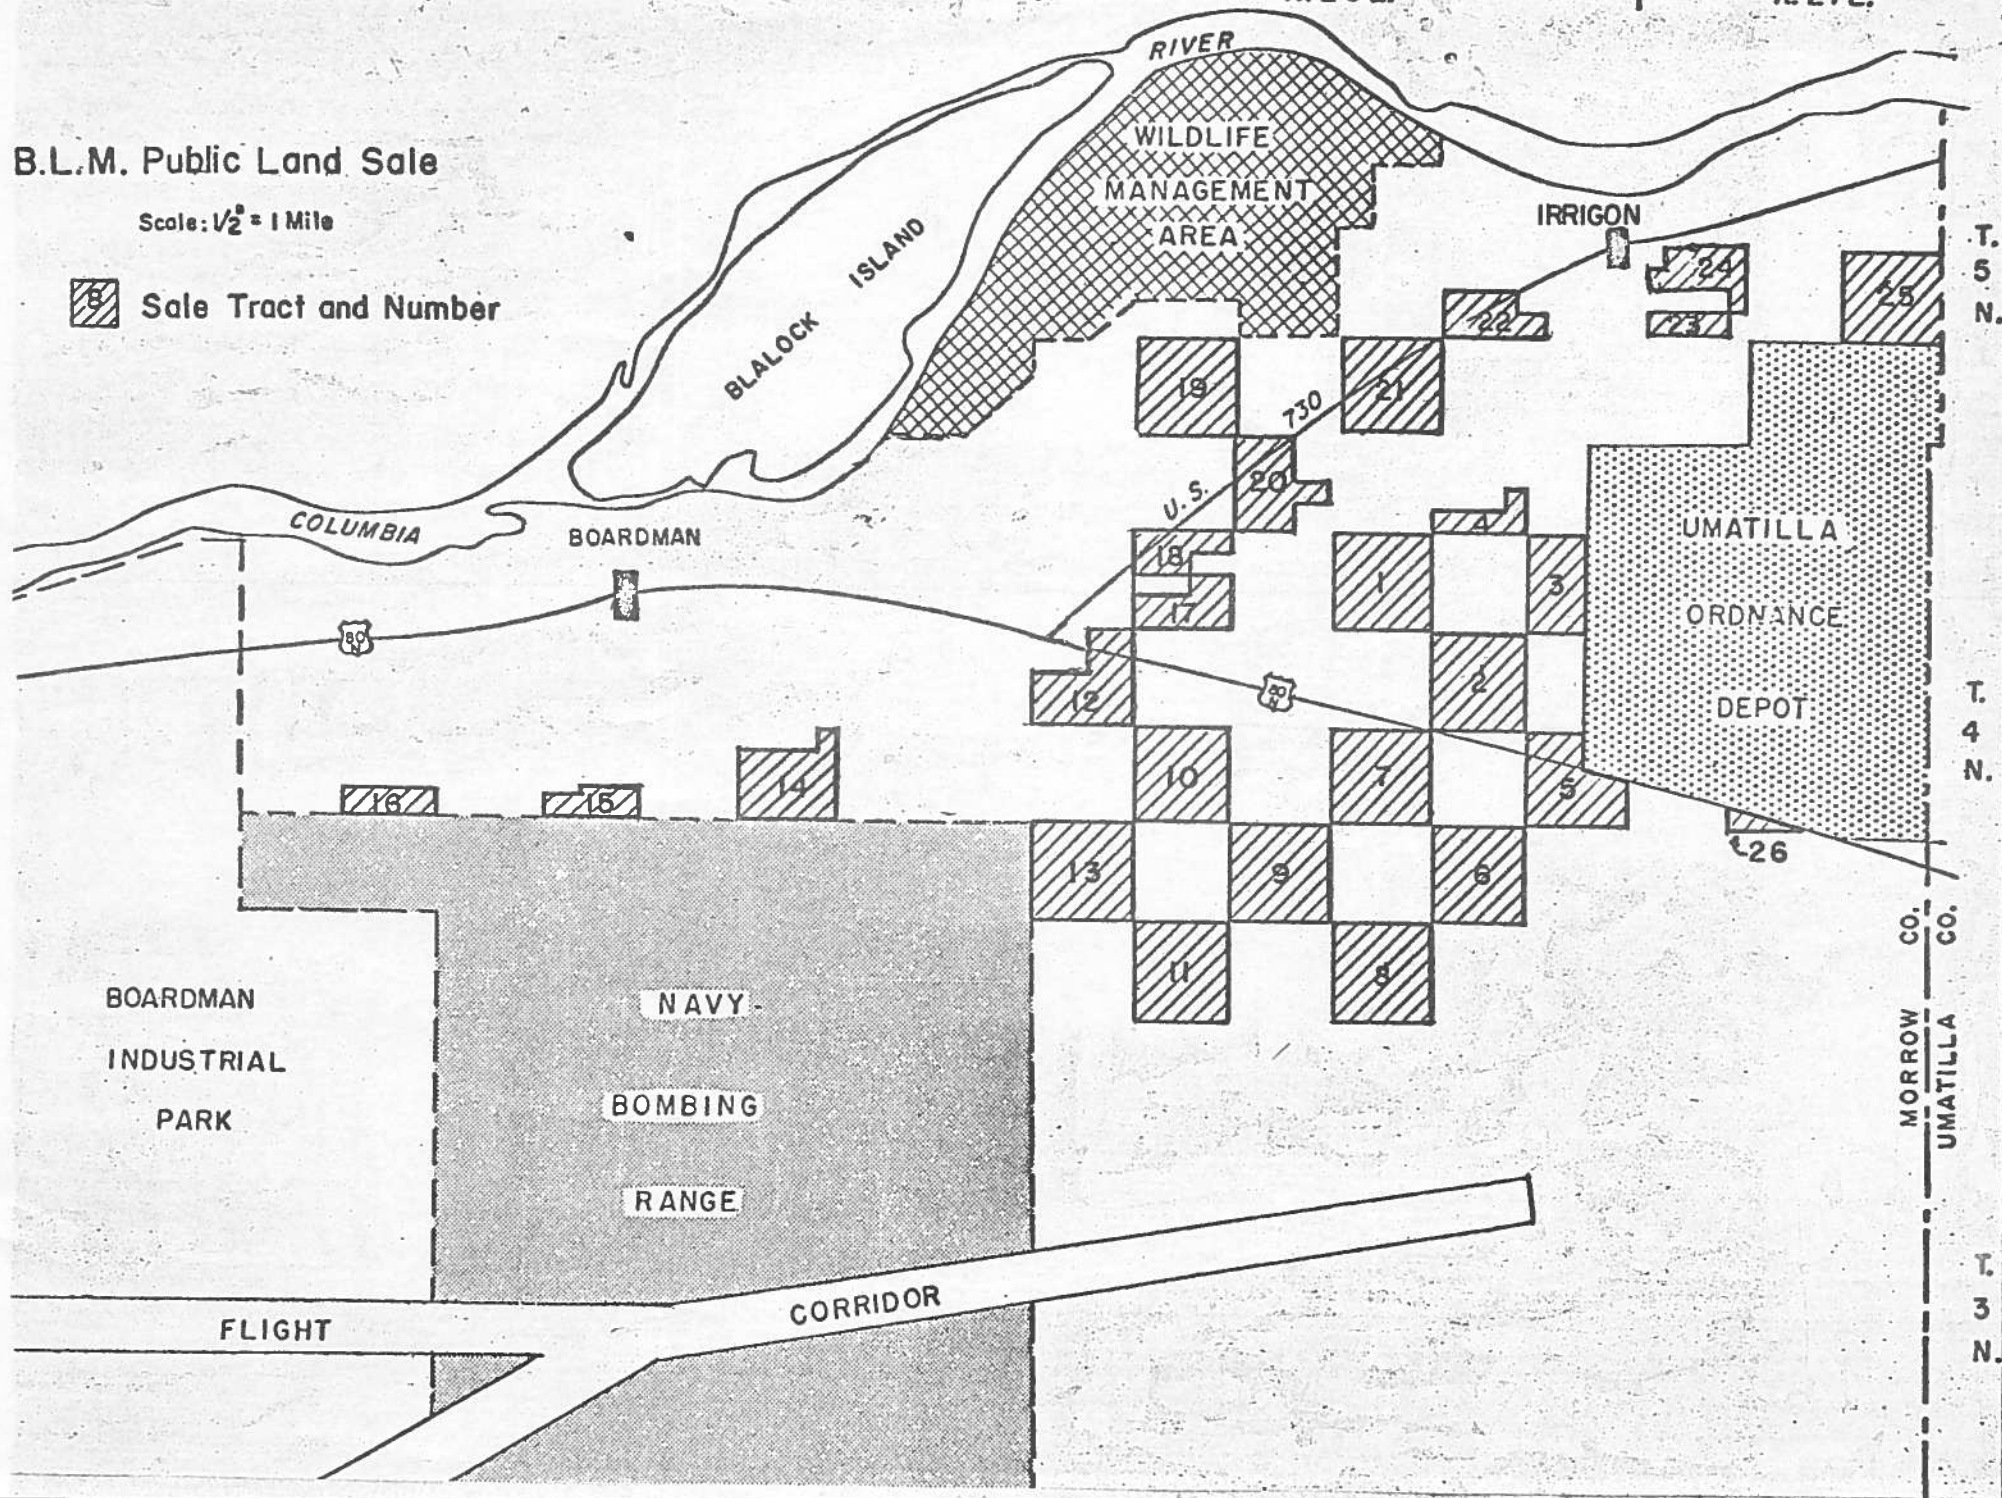 RIVER
B.L.M. Public Land Sale
Scale: 1/2" = 1 Mile
8 Sale Tract and Number
WILDLIFE
MANAGEMENT
AREA
BLALOCK ISLAND
IRRIGON
T.
5
N.
24
25
22
23
19
21
730
U.S.
20
COLUMBIA
BOARDMAN
80
N
18
17
4
1
3
UMATILLA
ORDNANCE
DEPOT
12
80
N
2
T.
4
N.
16
15
14
10
7
5
26
13
9
6
11
8
MORROW CO.
UMATILLA CO.
BOARDMAN
INDUSTRIAL
PARK
NAVY
BOMBING
RANGE
FLIGHT
CORRIDOR
T.
3
N.